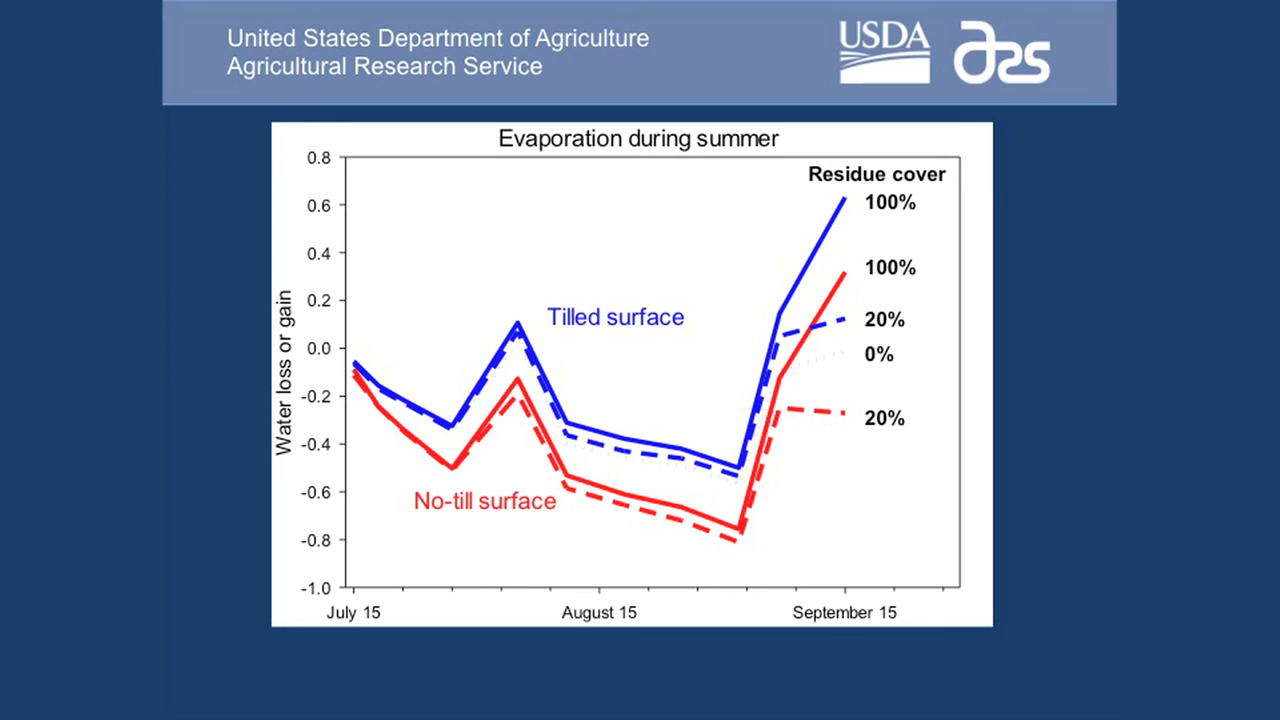 United States Department of Agriculture
Agricultural Research Service
USDA
ars
Evaporation during summer
Water loss or gain
0.8
0.6
0.4
0.2
0.0
-0.2
-0.4
-0.6
-0.8
-1.0
Residue cover
100%
100%
20%
0%
20%
Tilled surface
No-till surface
July 15
August 15
September 15